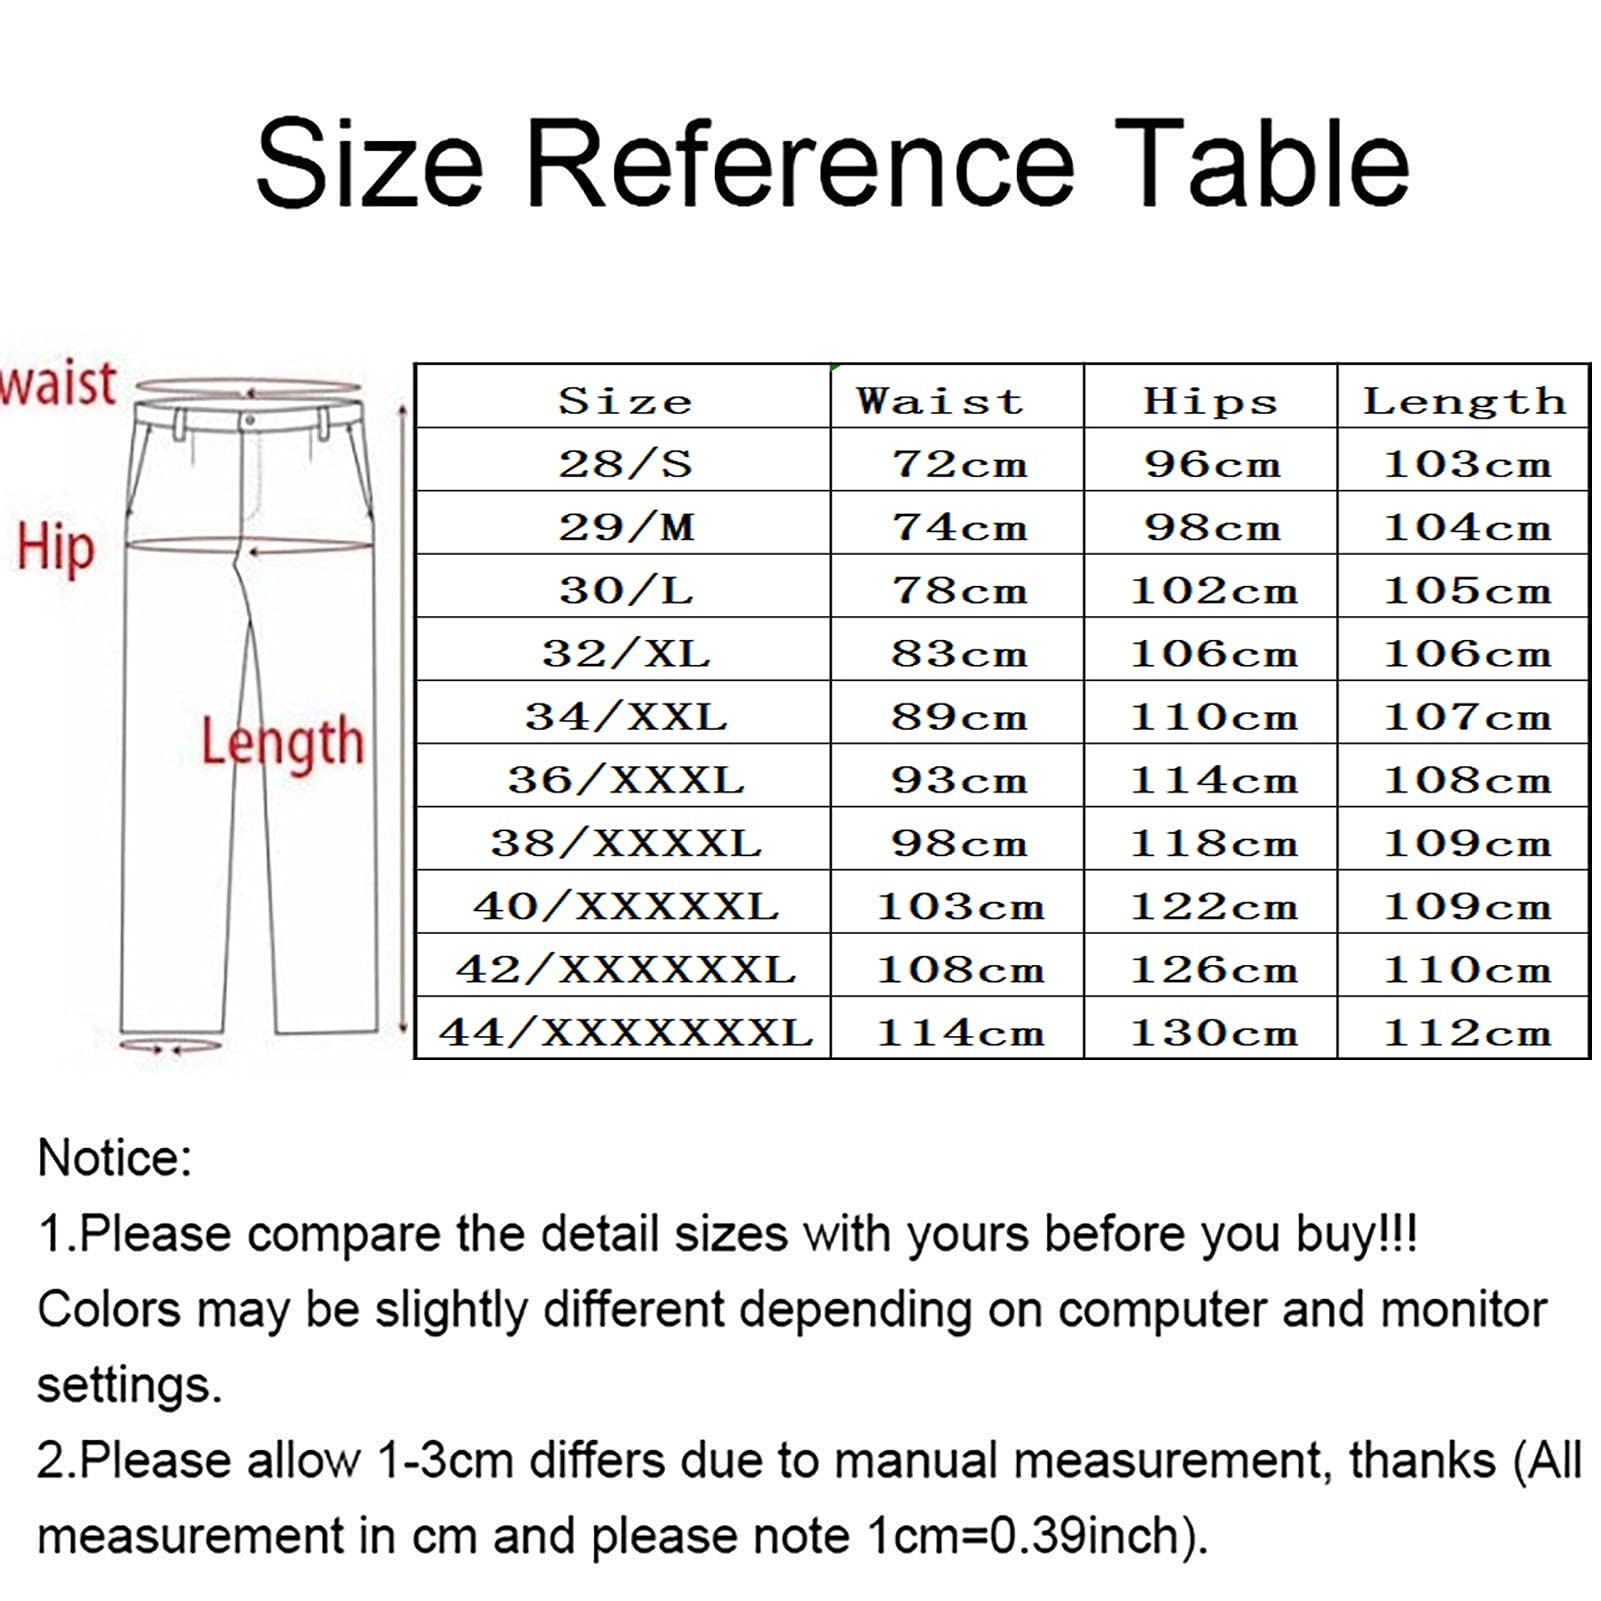 Size Reference Table
waist
Hip
Length
Size Waist Hips Length
28/S 72cm 96cm 103cm
29/M 74cm 98cm 104cm
30/L 78cm 102cm 105cm
32/XL 83cm 106cm 106cm
34/XXL 89cm 110cm 107cm
36/XXXL 93cm 114cm 108cm
38/XXXXL 98cm 118cm 109cm
40/XXXXXL 103cm 122cm 109cm
42/XXXXXXL 108cm 126cm 110cm
44/XXXXXXXL 114cm 130cm 112cm
Notice:
1.Please compare the detail sizes with yours before you buy!!!
Colors may be slightly different depending on computer and monitor
settings.
2.Please allow 1-3cm differs due to manual measurement, thanks (All
measurement in cm and please note 1cm=0.39inch).